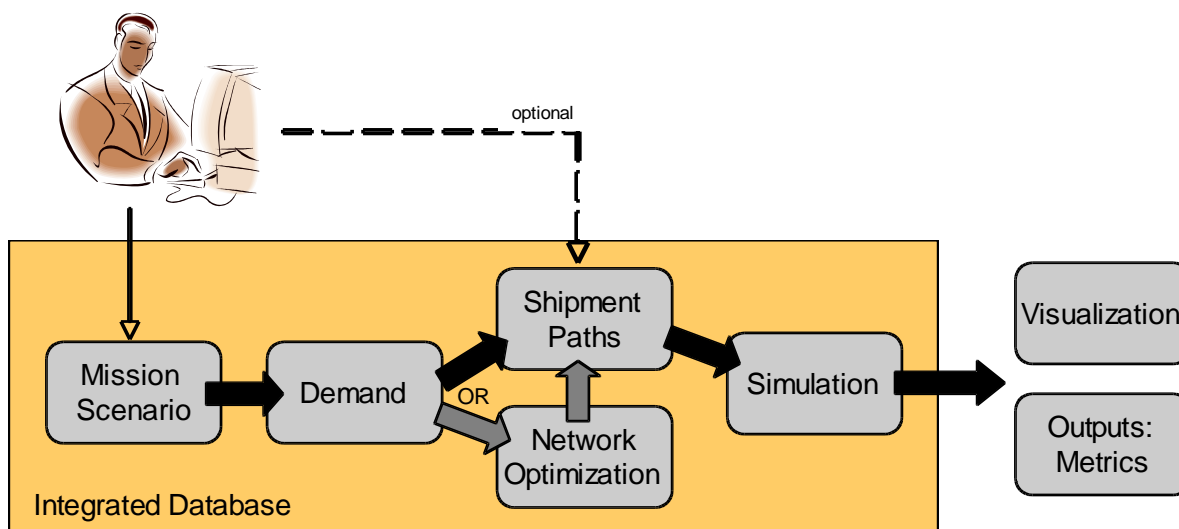 optional
Shipment
Paths
Visualization
Mission
Scenario
Demand
OR
Simulation
Network
Optimization
Outputs:
Metrics
Integrated Database